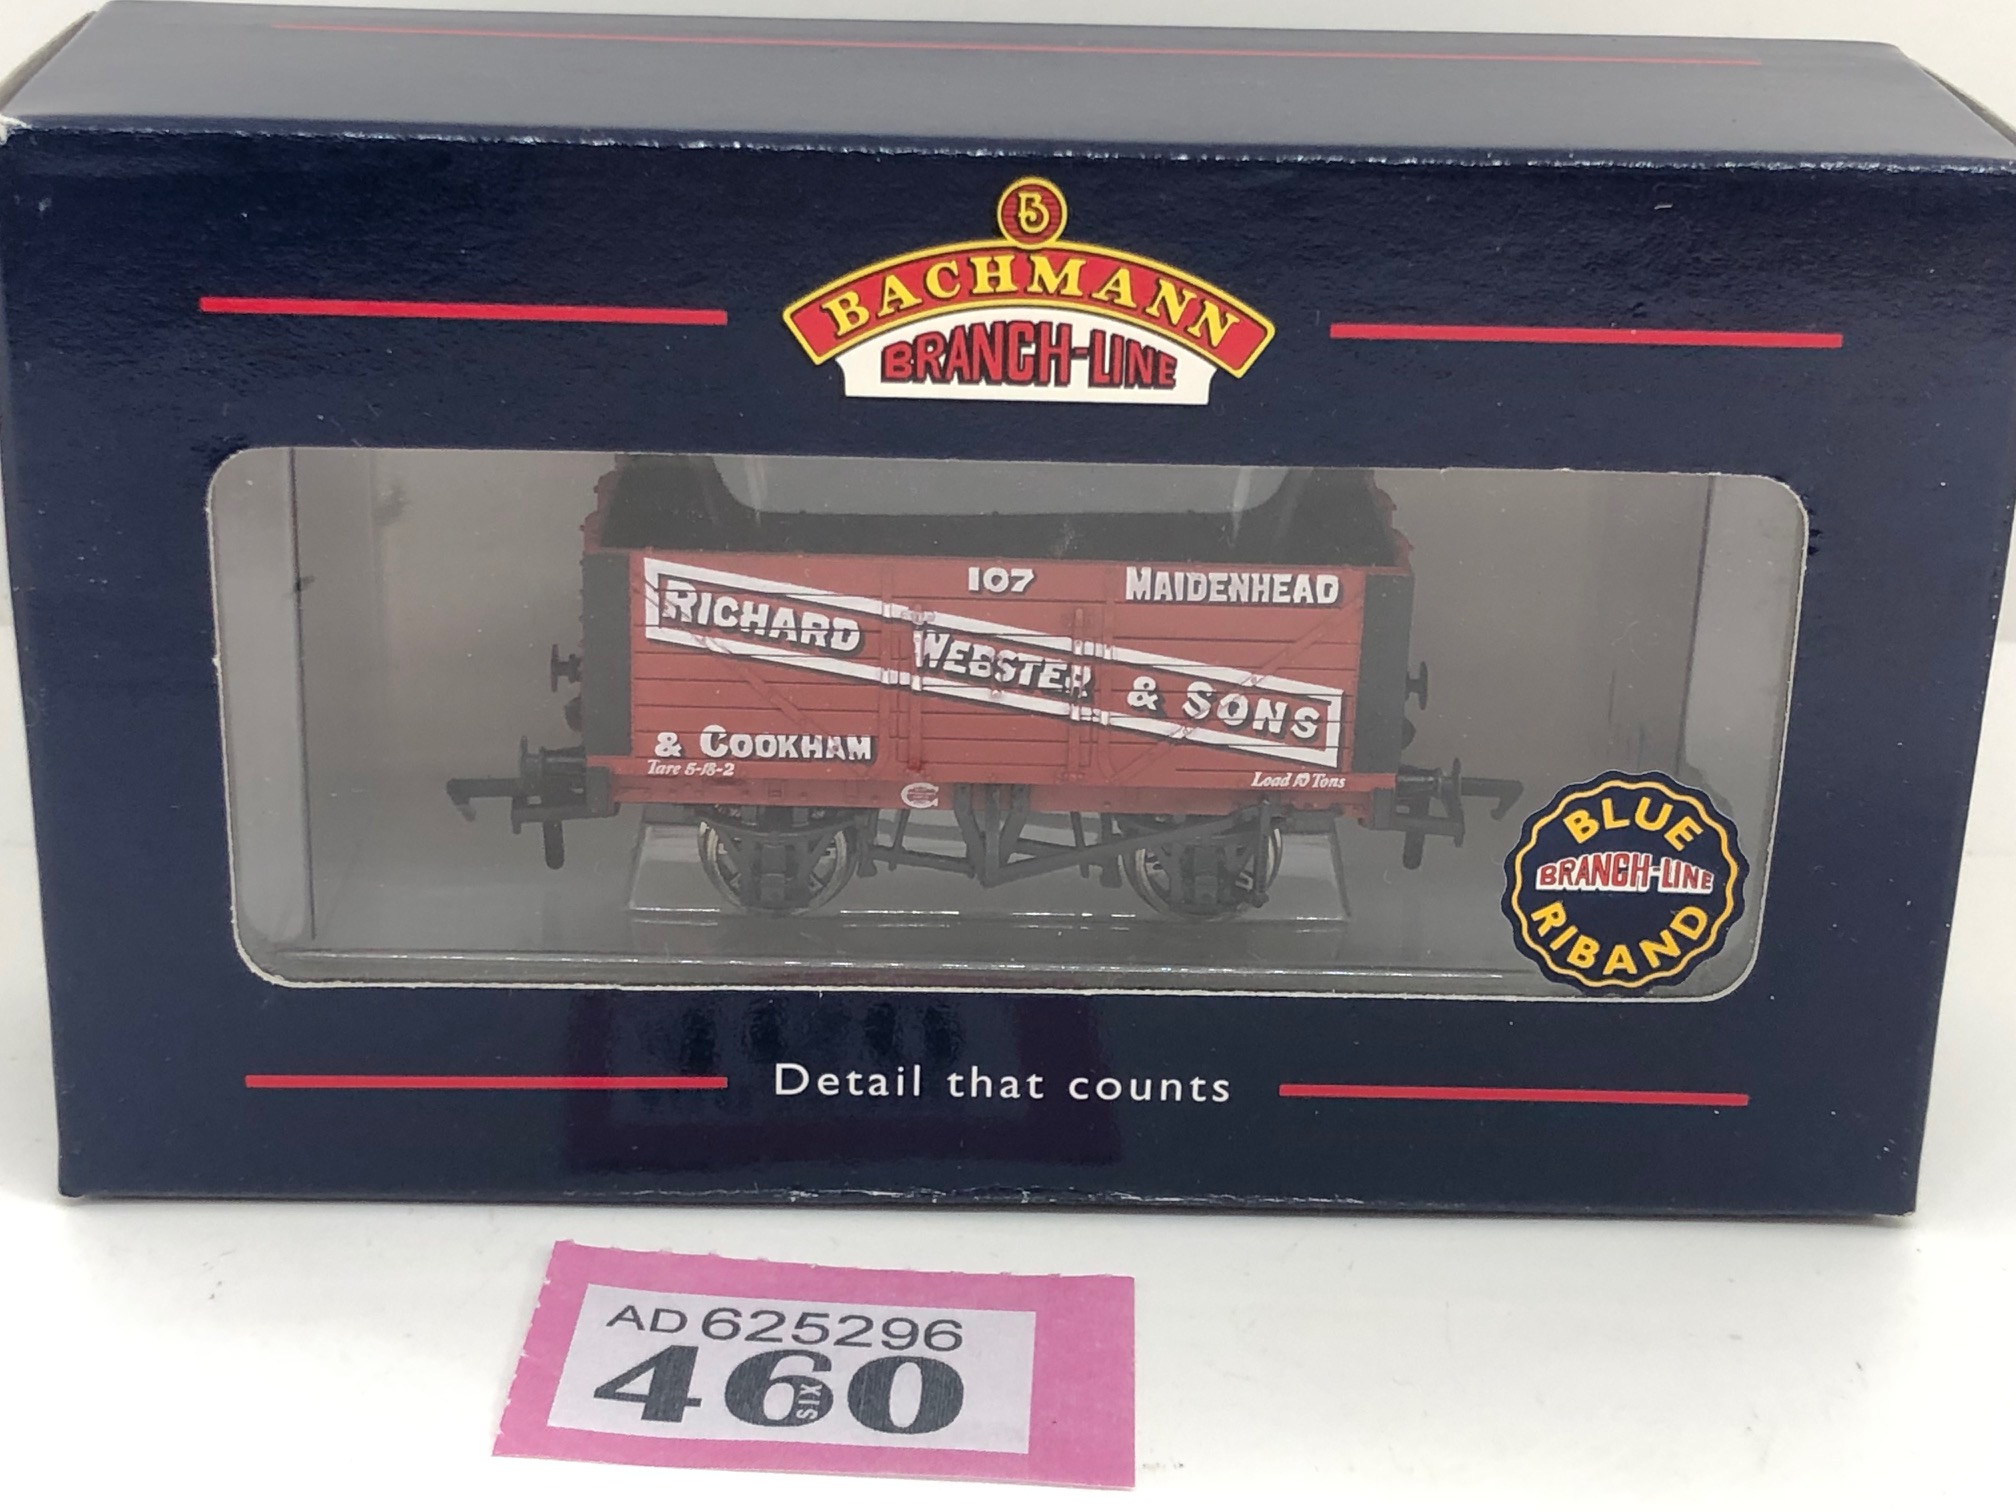 B
BACHMANN
BRANCH-LINE
107 MAIDENHEAD
RICHARD WEBSTER & SONS
& COOKHAM
Tare 5-18-2
Load 10 Tons
BLUE
BRANCH-LINE
RIBAND
Detail that counts
AD 625296
460
SIX